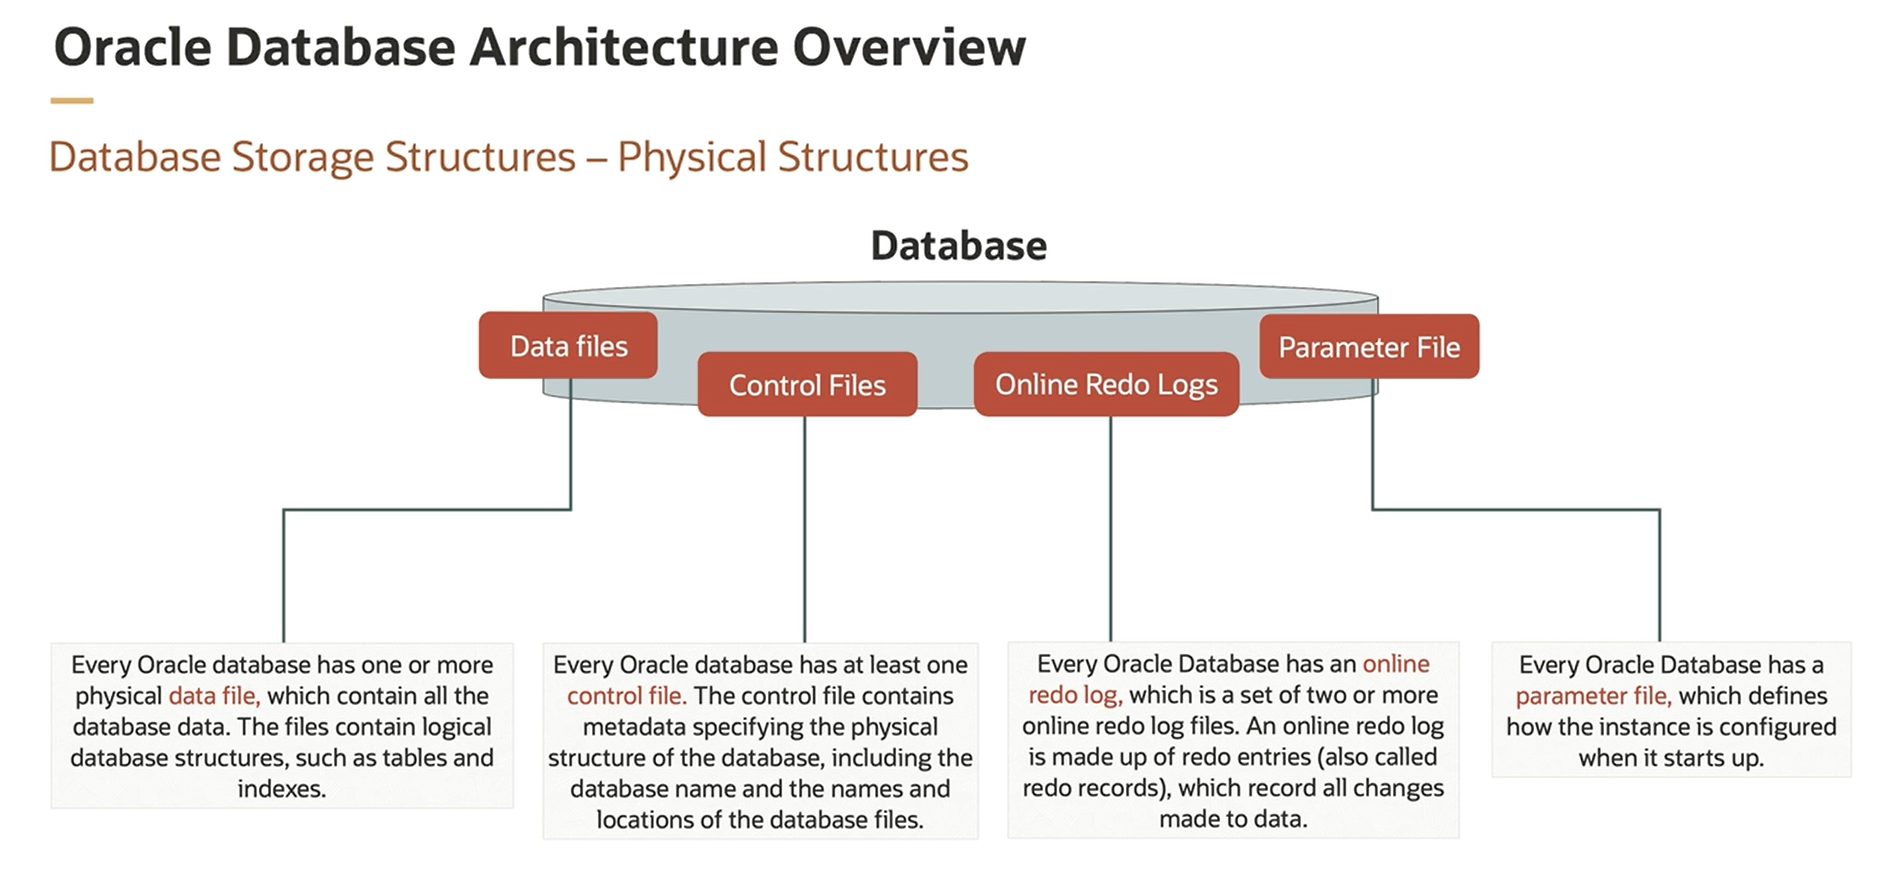 Oracle Database Architecture Overview
Database Storage Structures – Physical Structures
Database
Data files
Control Files
Online Redo Logs
Parameter File
Every Oracle database has one or more
physical data file, which contain all the
database data. The files contain logical
database structures, such as tables and
indexes.
Every Oracle database has at least one
control file. The control file contains
metadata specifying the physical
structure of the database, including the
database name and the names and
locations of the database files.
Every Oracle Database has an online
redo log, which is a set of two or more
online redo log files. An online redo log
is made up of redo entries (also called
redo records), which record all changes
made to data.
Every Oracle Database has a
parameter file, which defines
how the instance is configured
when it starts up.